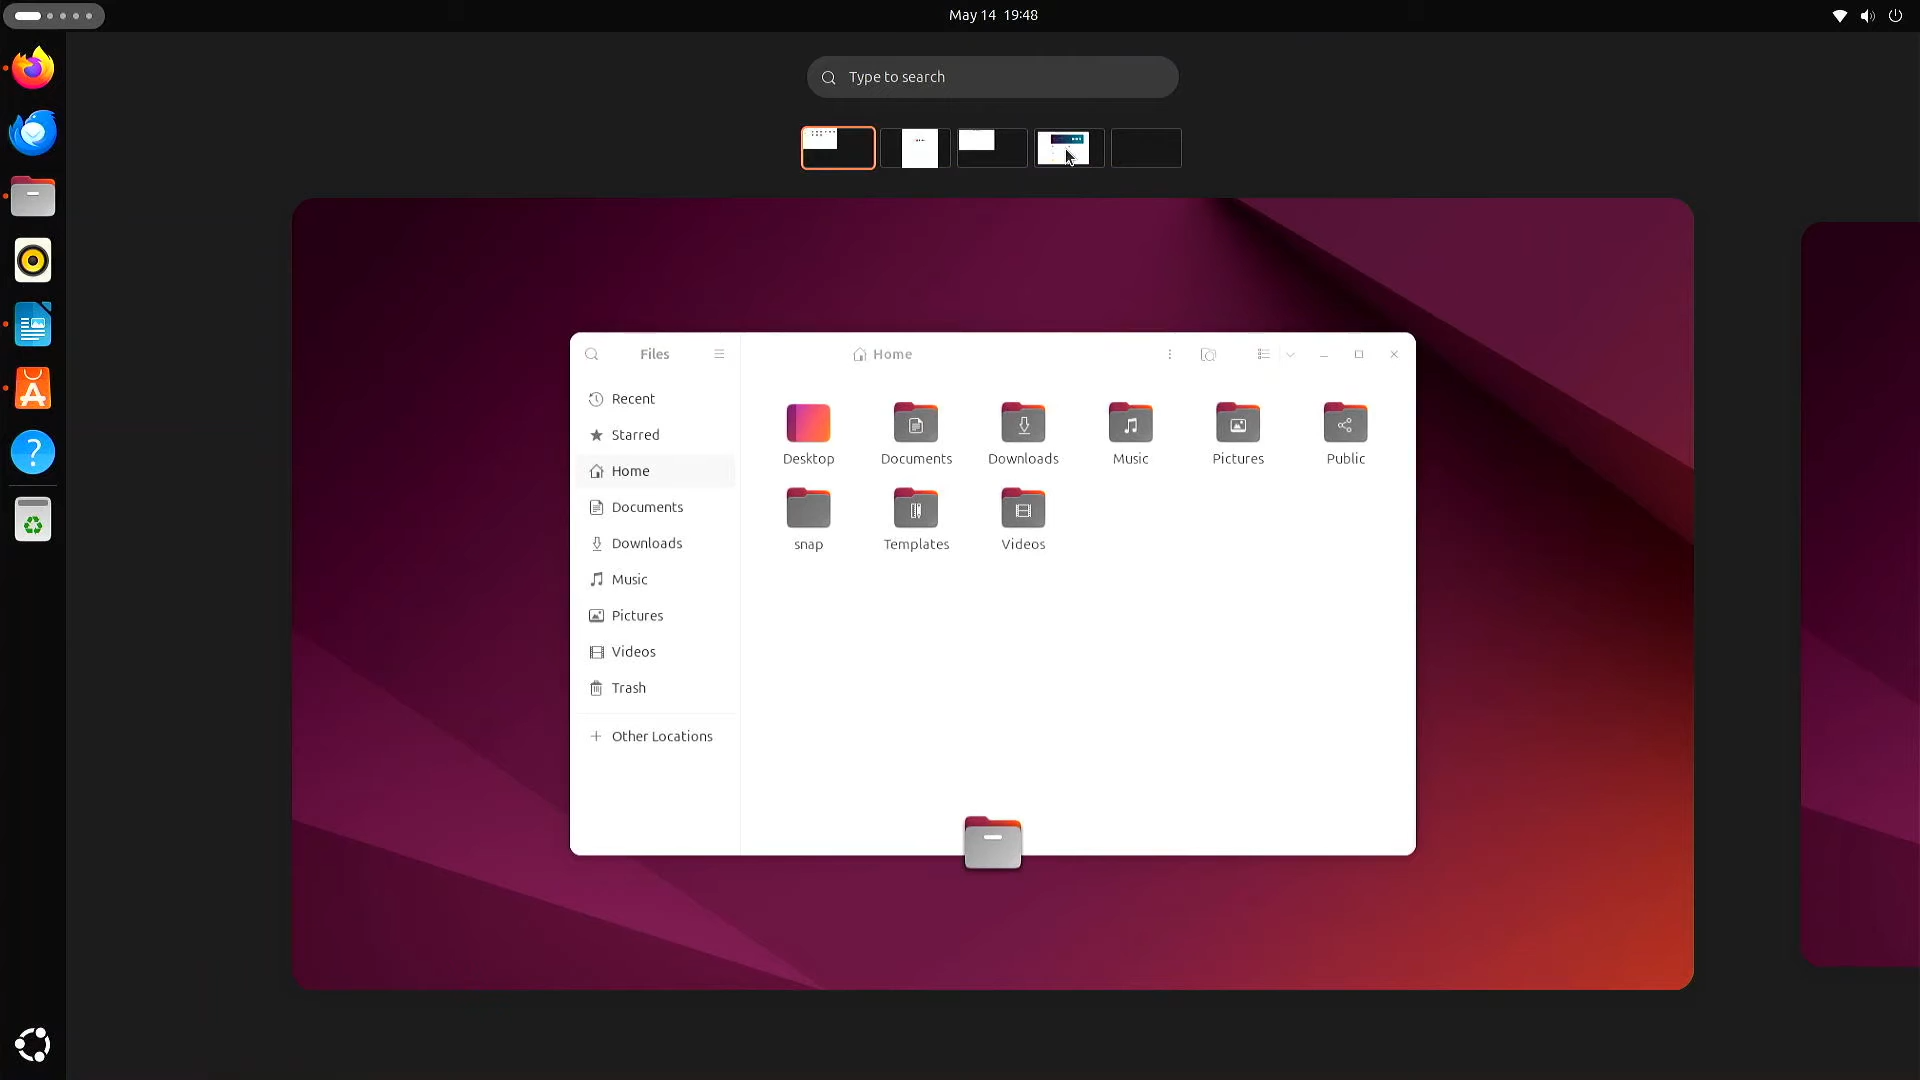 May 14 19:48
Type to search
Files
Home
Recent
Starred
Home
Documents
Downloads
Music
Pictures
Videos
Trash
Other Locations
Desktop
Documents
Downloads
Music
Pictures
Public
snap
Templates
Videos